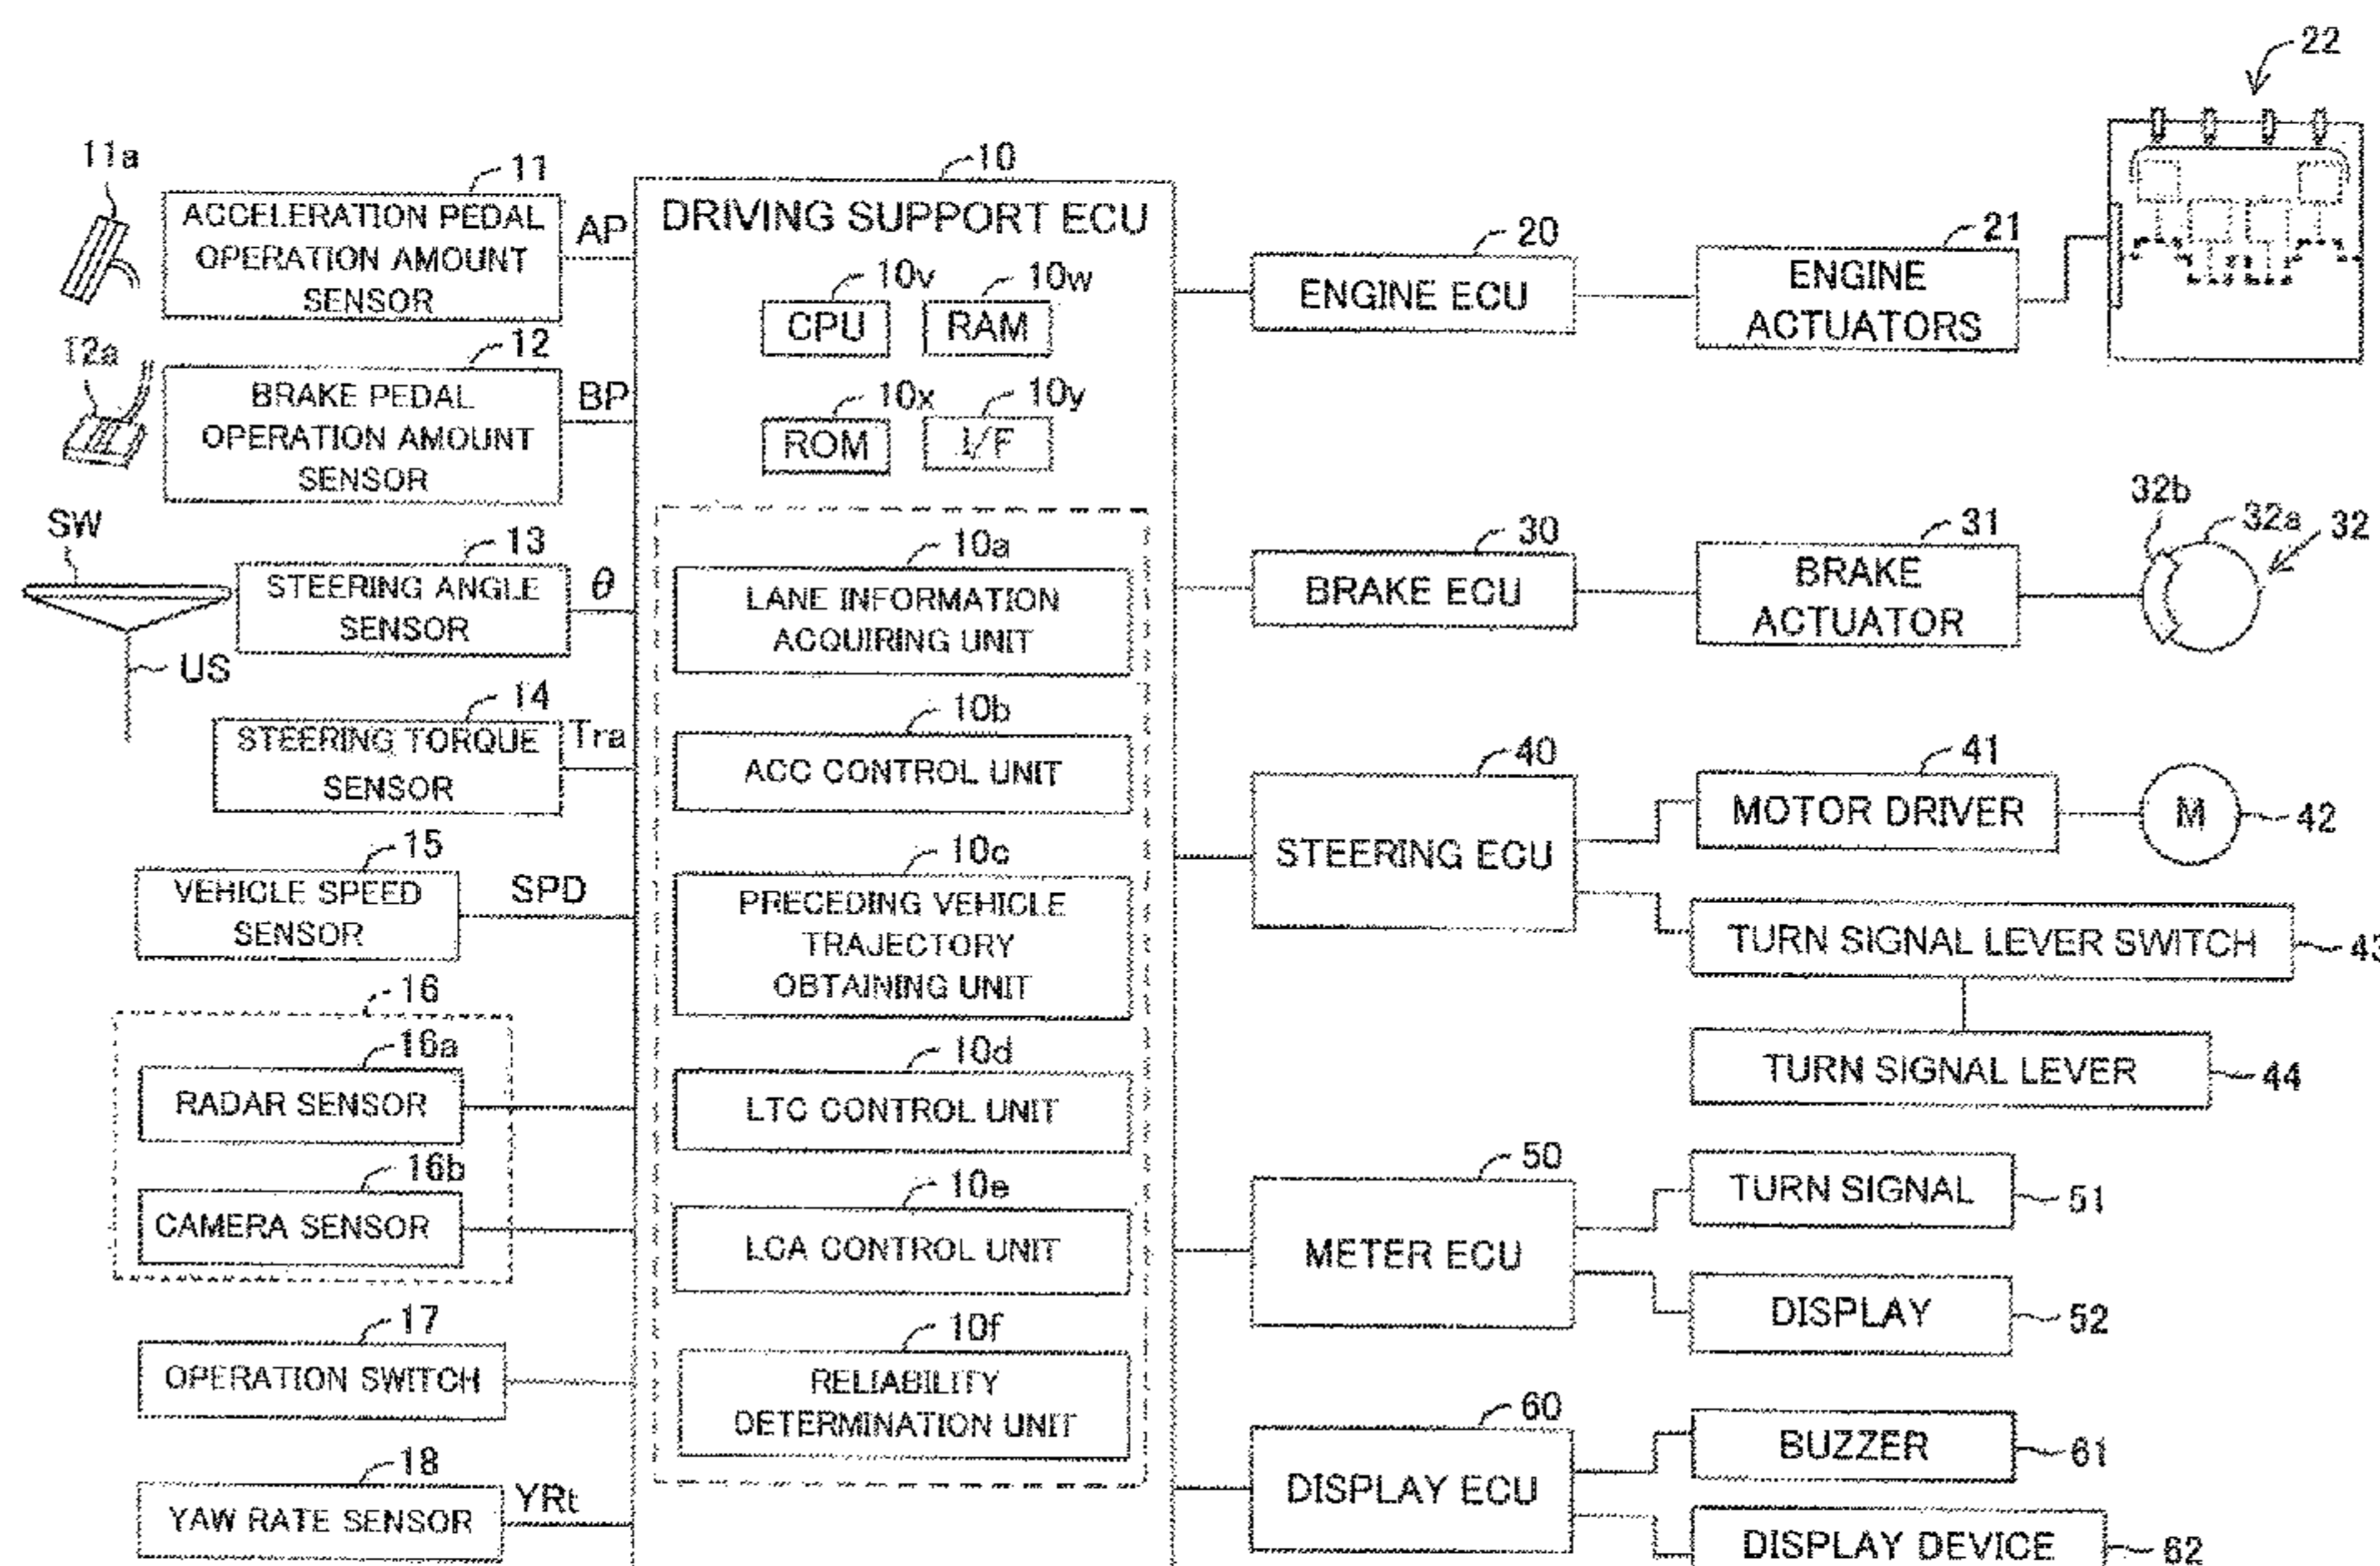 22
11a
11
ACCELERATION PEDAL
OPERATION AMOUNT
SENSOR
AP
12a
12
BRAKE PEDAL
OPERATION AMOUNT
SENSOR
BP
SW
13
STEERING ANGLE
SENSOR
θ
US
14
STEERING TORQUE
SENSOR
Tra
15
VEHICLE SPEED
SENSOR
SPD
16
16a
RADAR SENSOR
16b
CAMERA SENSOR
17
OPERATION SWITCH
18
YAW RATE SENSOR
YRt
10
DRIVING SUPPORT ECU
10v
CPU
10w
RAM
10x
ROM
10y
I/F
10a
LANE INFORMATION
ACQUIRING UNIT
10b
ACC CONTROL UNIT
10c
PRECEDING VEHICLE
TRAJECTORY
OBTAINING UNIT
10d
LTC CONTROL UNIT
10e
LCA CONTROL UNIT
10f
RELIABILITY
DETERMINATION UNIT
20
ENGINE ECU
21
ENGINE
ACTUATORS
30
BRAKE ECU
31
BRAKE
ACTUATOR
32b
32a
32
40
STEERING ECU
41
MOTOR DRIVER
M
42
TURN SIGNAL LEVER SWITCH
43
TURN SIGNAL LEVER
44
50
METER ECU
TURN SIGNAL
51
DISPLAY
52
60
DISPLAY ECU
BUZZER
61
DISPLAY DEVICE
62